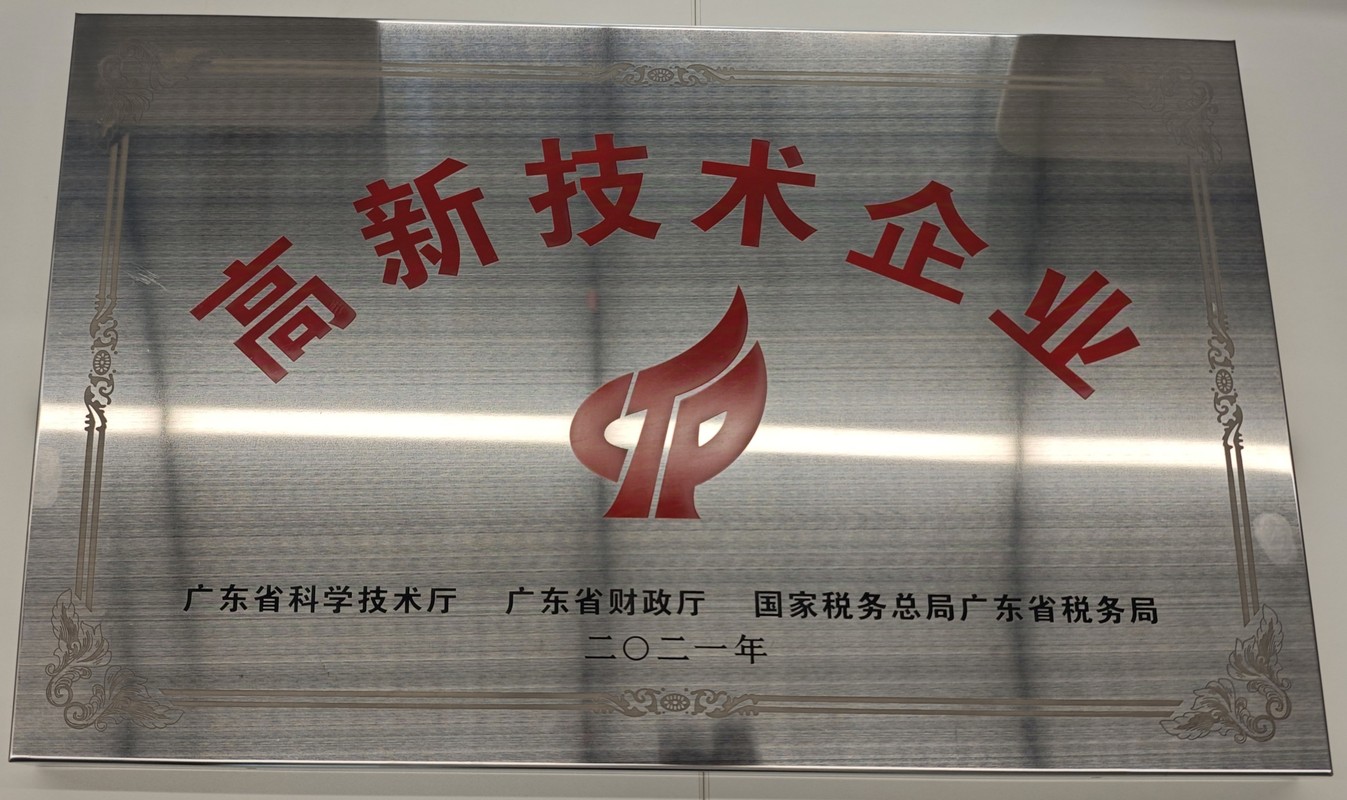 高新技术企业
广东省科学技术厅 广东省财政厅 国家税务总局广东省税务局
二〇二一年